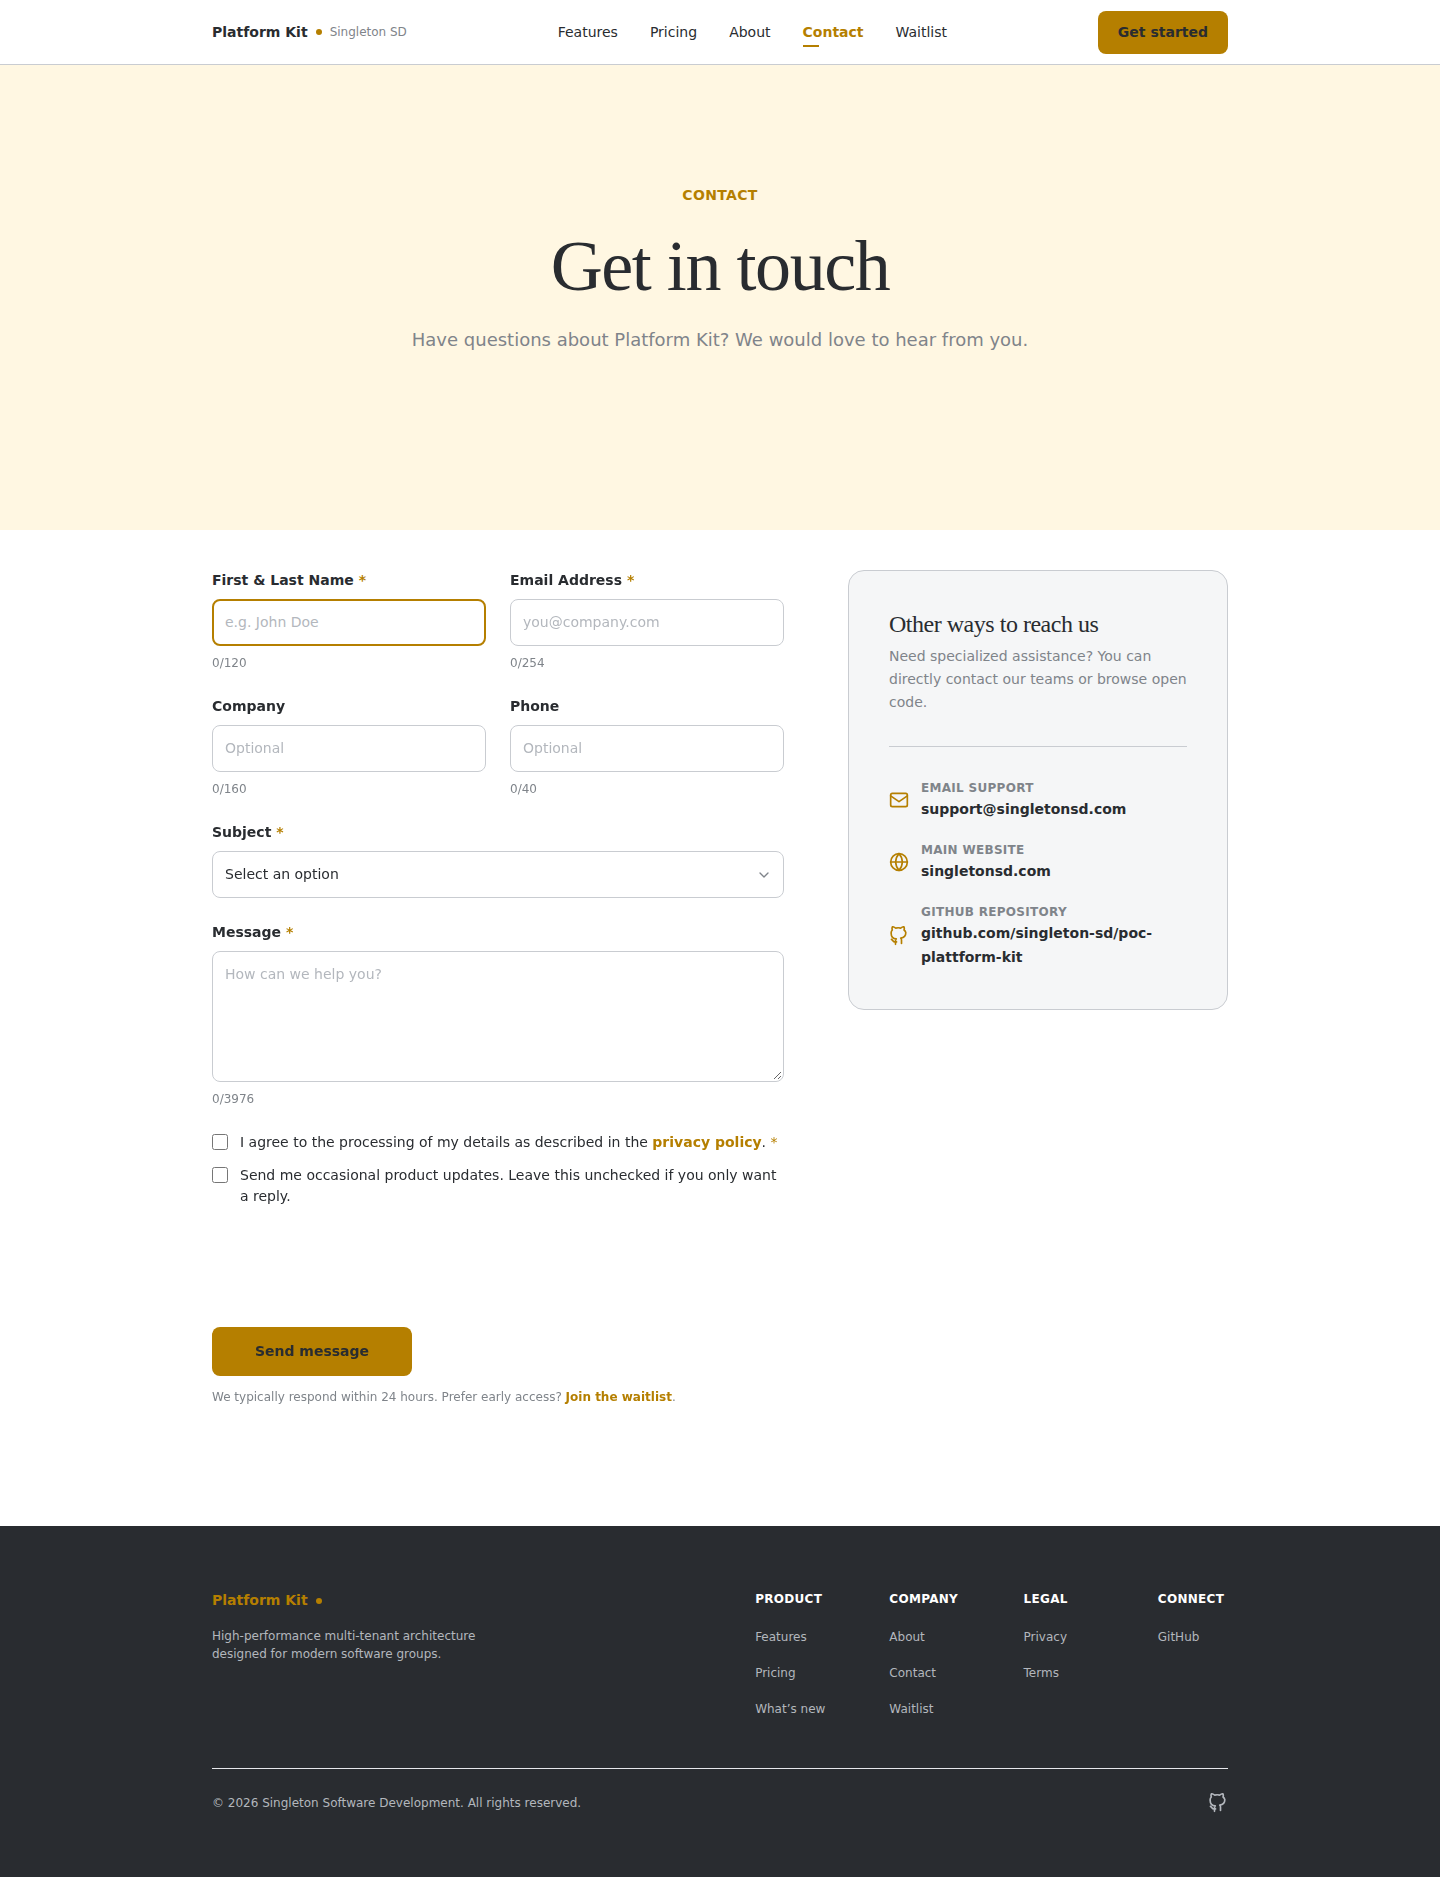 Platform Kit Singleton SD
Features Pricing About Contact Waitlist
Get started
CONTACT
Get in touch
Have questions about Platform Kit? We would love to hear from you.
First & Last Name *
e.g. John Doe
0/120
Email Address *
you@company.com
0/254
Company
Optional
0/160
Phone
Optional
0/40
Subject *
Select an option
Message *
How can we help you?
0/3976
I agree to the processing of my details as described in the privacy policy. *
Send me occasional product updates. Leave this unchecked if you only want
a reply.
Send message
We typically respond within 24 hours. Prefer early access? Join the waitlist.
Other ways to reach us
Need specialized assistance? You can
directly contact our teams or browse open
code.
EMAIL SUPPORT
support@singletonsd.com
MAIN WEBSITE
singletonsd.com
GITHUB REPOSITORY
github.com/singleton-sd/poc-
plattform-kit
Platform Kit
High-performance multi-tenant architecture
designed for modern software groups.
PRODUCT
Features
Pricing
What's new
COMPANY
About
Contact
Waitlist
LEGAL
Privacy
Terms
CONNECT
GitHub
© 2026 Singleton Software Development. All rights reserved.